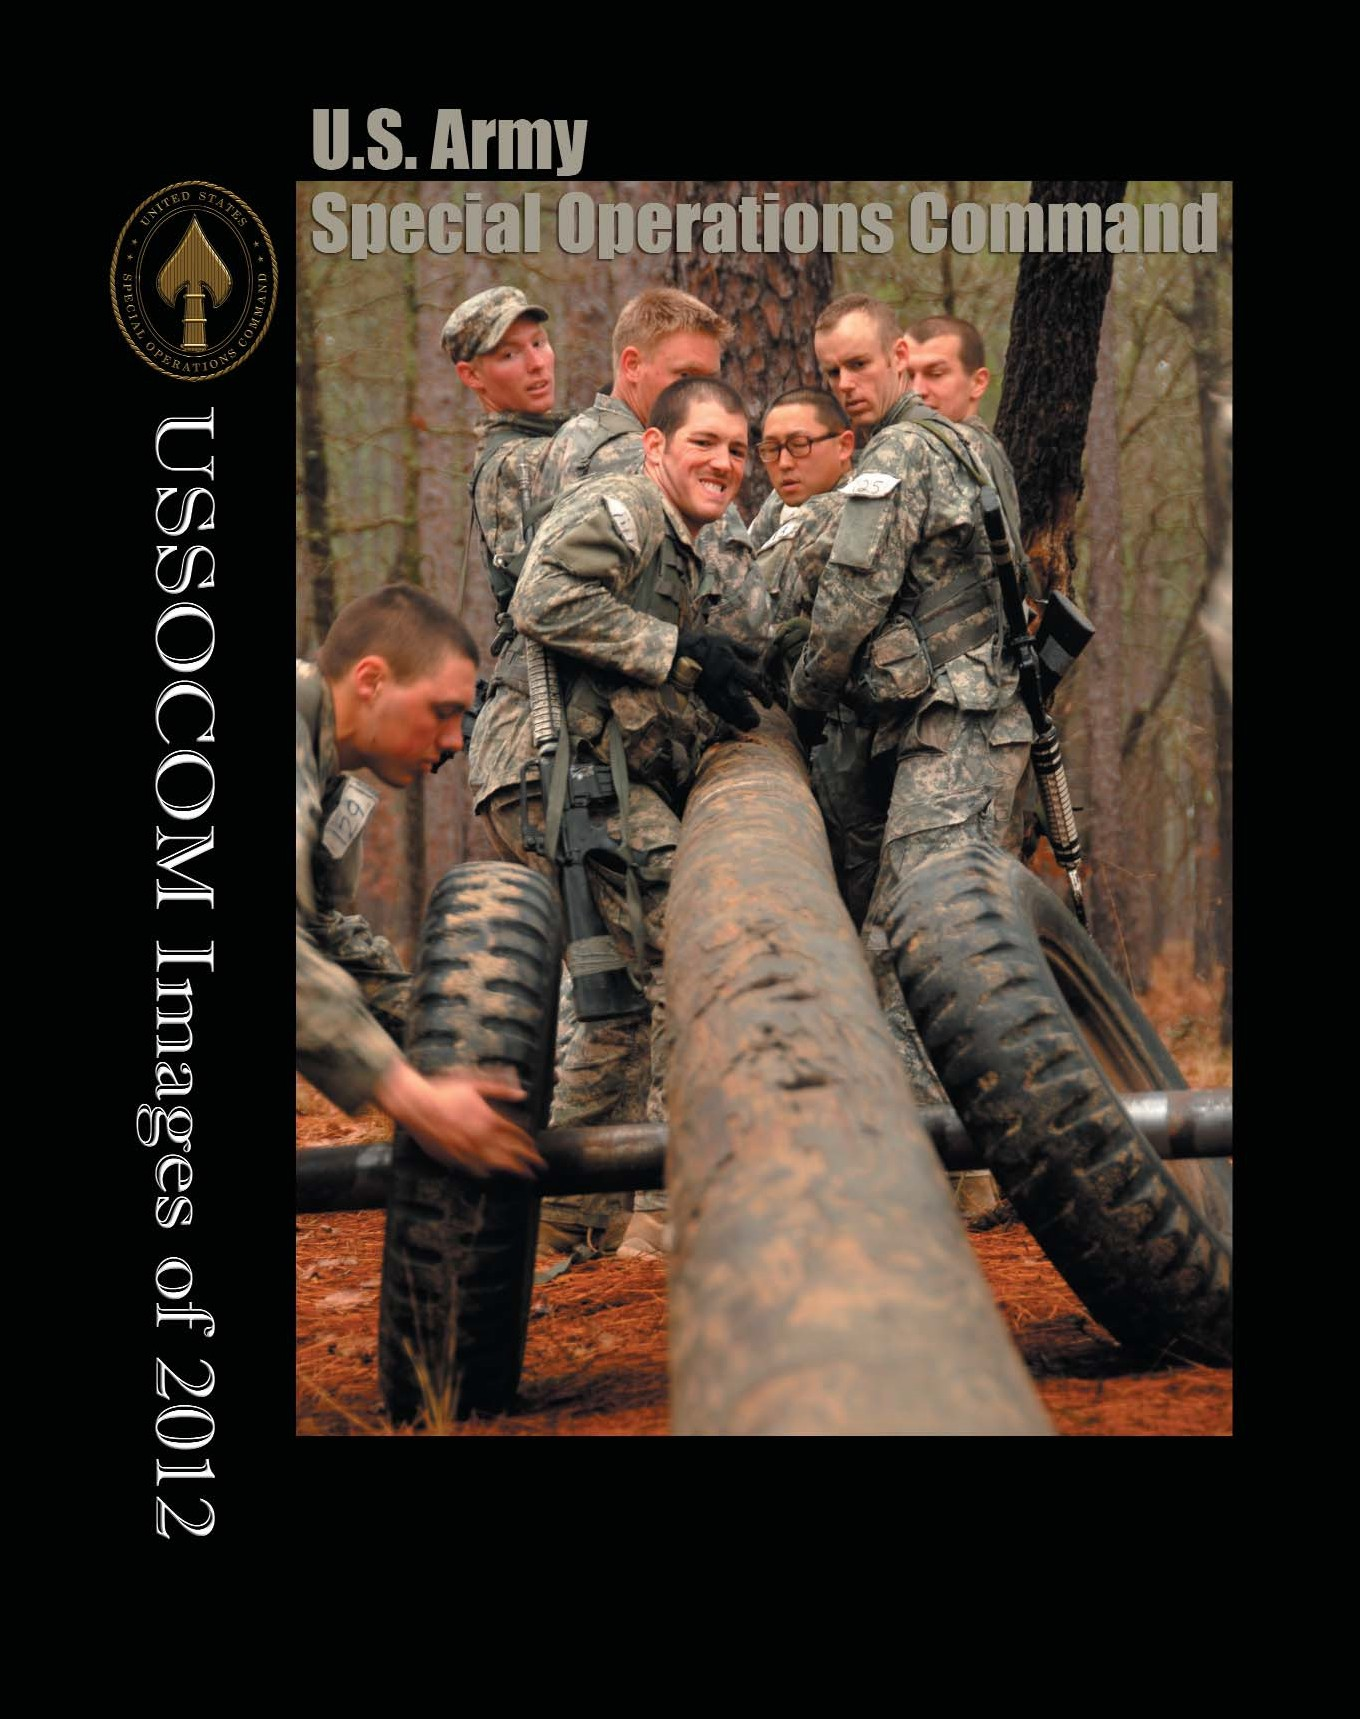 U.S. Army
Special Operations Command
UNITED STATES
SPECIAL OPERATIONS COMMAND
USSOCOM Images of 2012
25
129